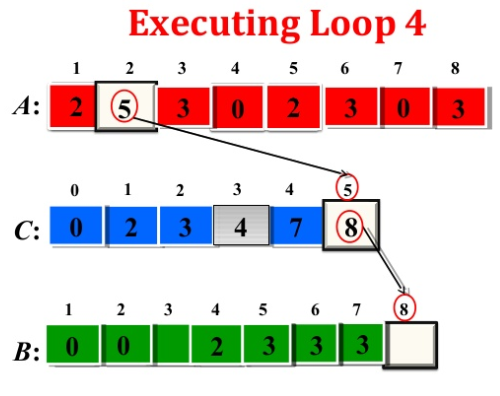 Executing Loop 4
1 2 3 4 5 6 7 8
A: 2 5 3 0 2 3 0 3
0 1 2 3 4 5
C: 0 2 3 4 7 8
1 2 3 4 5 6 7 8
B: 0 0 2 3 3 3